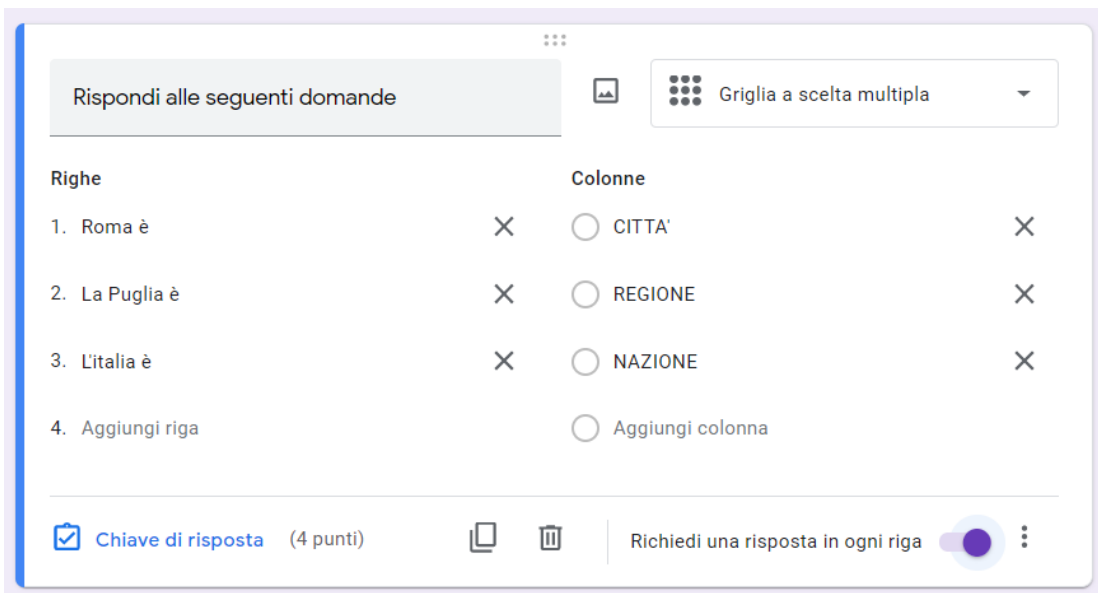 Rispondi alle seguenti domande
Griglia a scelta multipla
Righe
Colonne
1. Roma è
CITTA'
2. La Puglia è
REGIONE
3. L'italia è
NAZIONE
4. Aggiungi riga
Aggiungi colonna
Chiave di risposta (4 punti)
Richiedi una risposta in ogni riga